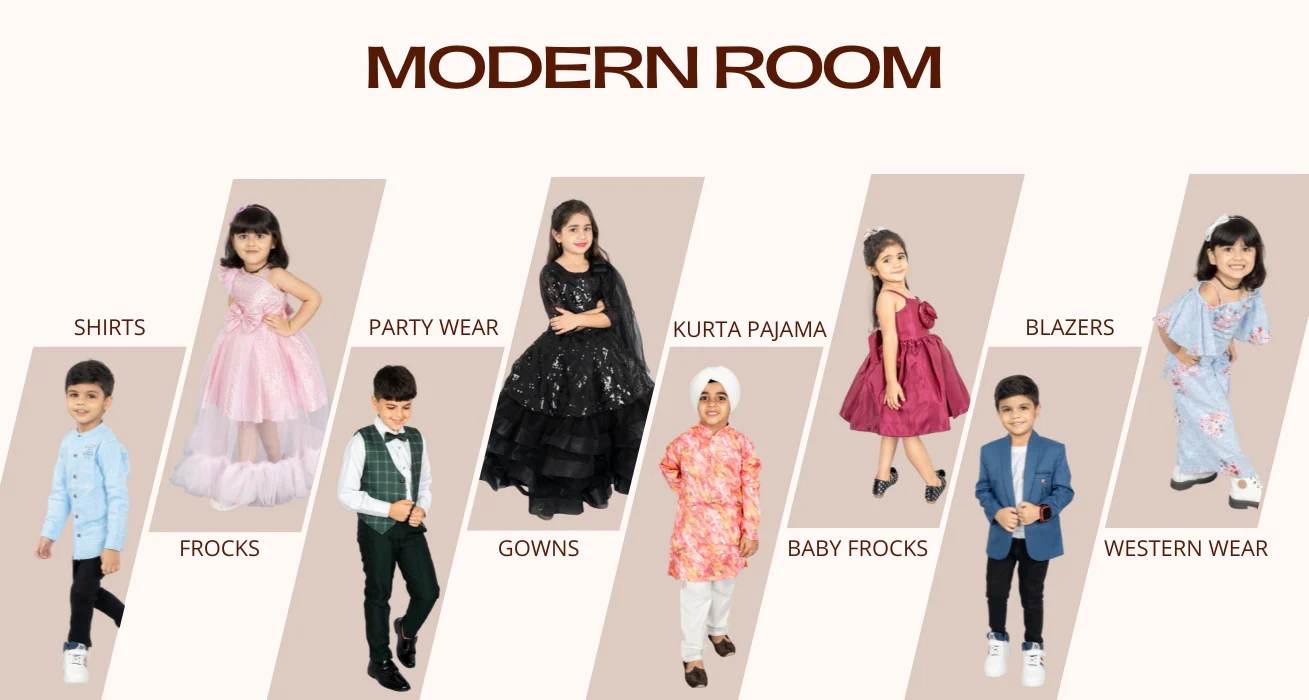 MODERN ROOM
SHIRTS
FROCKS
PARTY WEAR
GOWNS
KURTA PAJAMA
BABY FROCKS
BLAZERS
WESTERN WEAR